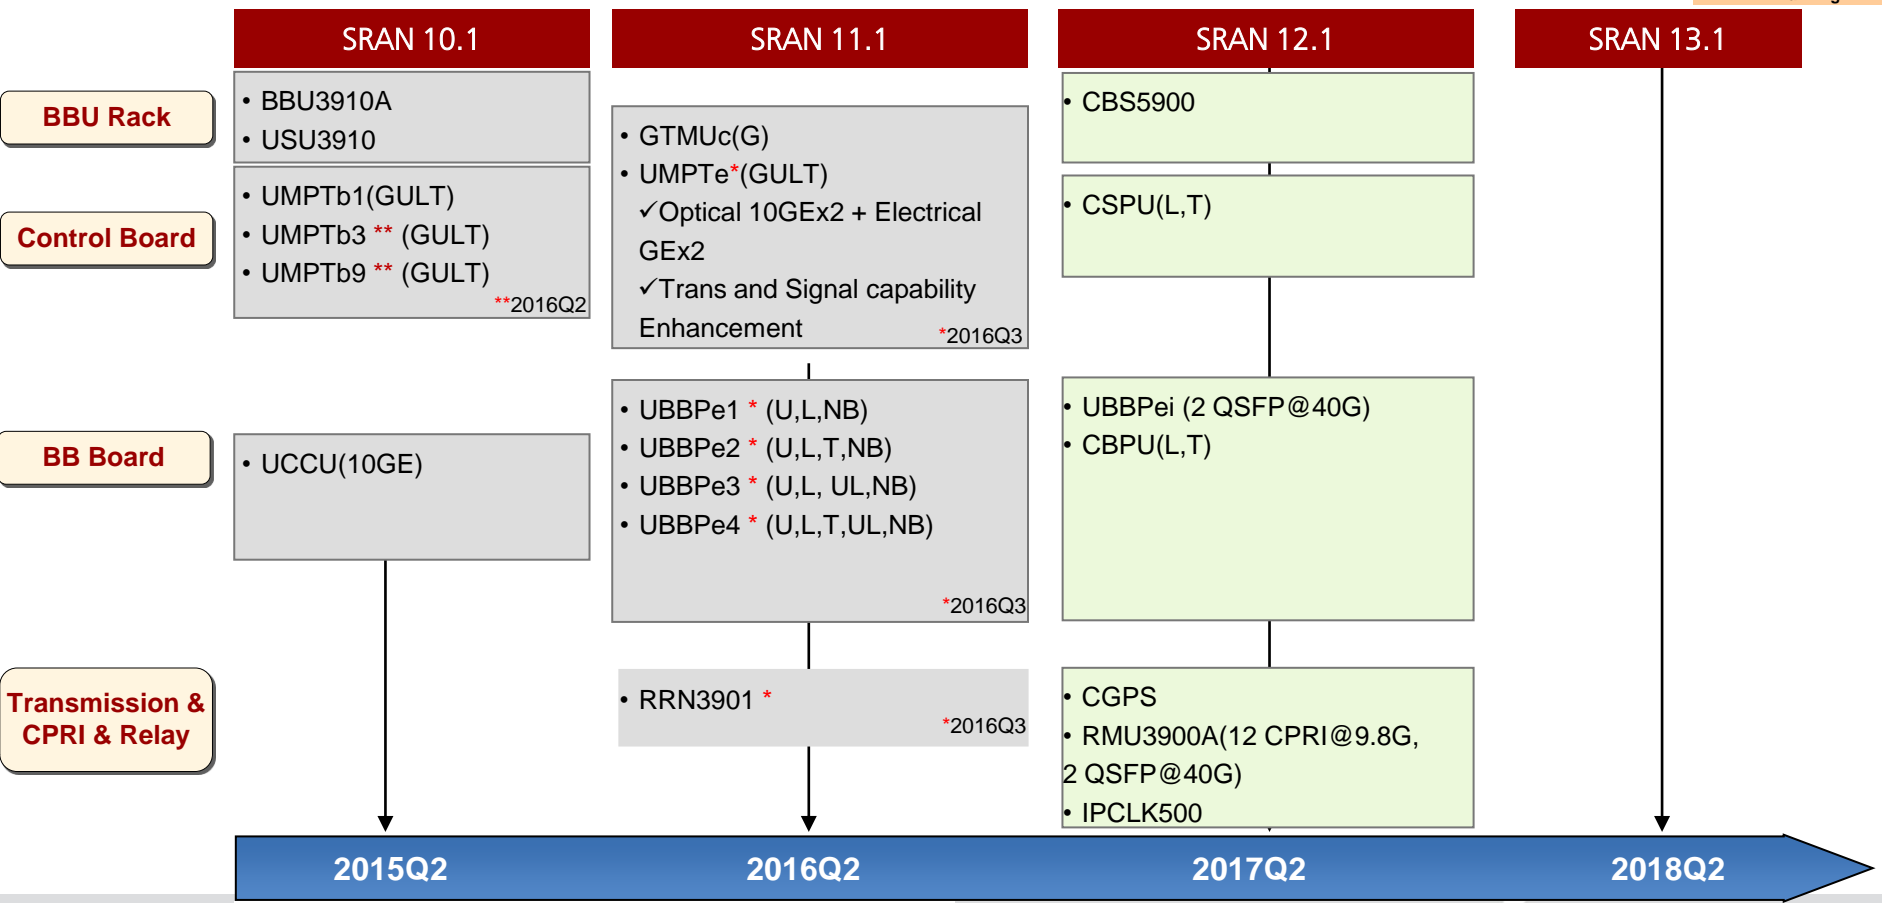 SRAN 10.1
SRAN 11.1
SRAN 12.1
SRAN 13.1
BBU Rack
• BBU3910A
• USU3910
• CBS5900
Control Board
• UMPTb1(GULT)
• UMPTb3 ** (GULT)
• UMPTb9 ** (GULT)
**2016Q2
• GTMUc(G)
• UMPTe*(GULT)
✓Optical 10GEx2 + Electrical
GEx2
✓Trans and Signal capability
Enhancement
*2016Q3
• CSPU(L,T)
BB Board
• UCCU(10GE)
• UBBPe1 * (U,L,NB)
• UBBPe2 * (U,L,T,NB)
• UBBPe3 * (U,L, UL,NB)
• UBBPe4 * (U,L,T,UL,NB)
*2016Q3
• UBBPei (2 QSFP@40G)
• CBPU(L,T)
Transmission &
CPRI & Relay
• RRN3901 *
*2016Q3
• CGPS
• RMU3900A(12 CPRI@9.8G,
2 QSFP@40G)
• IPCLK500
2015Q2
2016Q2
2017Q2
2018Q2